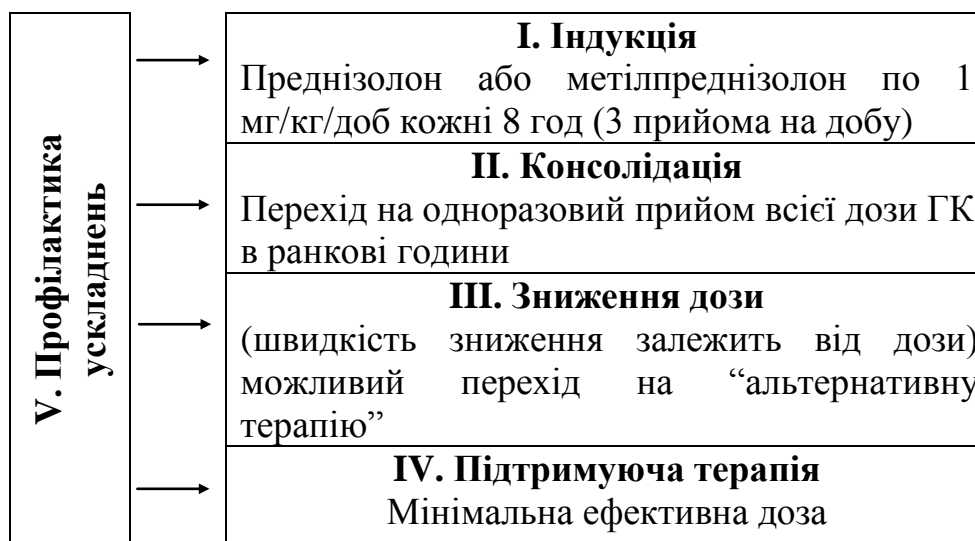 V. Профілактика
ускладнень
I. Індукція
Преднізолон або метілпреднізолон по 1
мг/кг/доб кожні 8 год (3 прийома на добу)
II. Консолідація
Перехід на одноразовий прийом всієї дози ГК
в ранкові години
III. Зниження дози
(швидкість зниження залежить від дози)
можливий перехід на “альтернативну
терапію”
IV. Підтримуюча терапія
Мінімальна ефективна доза